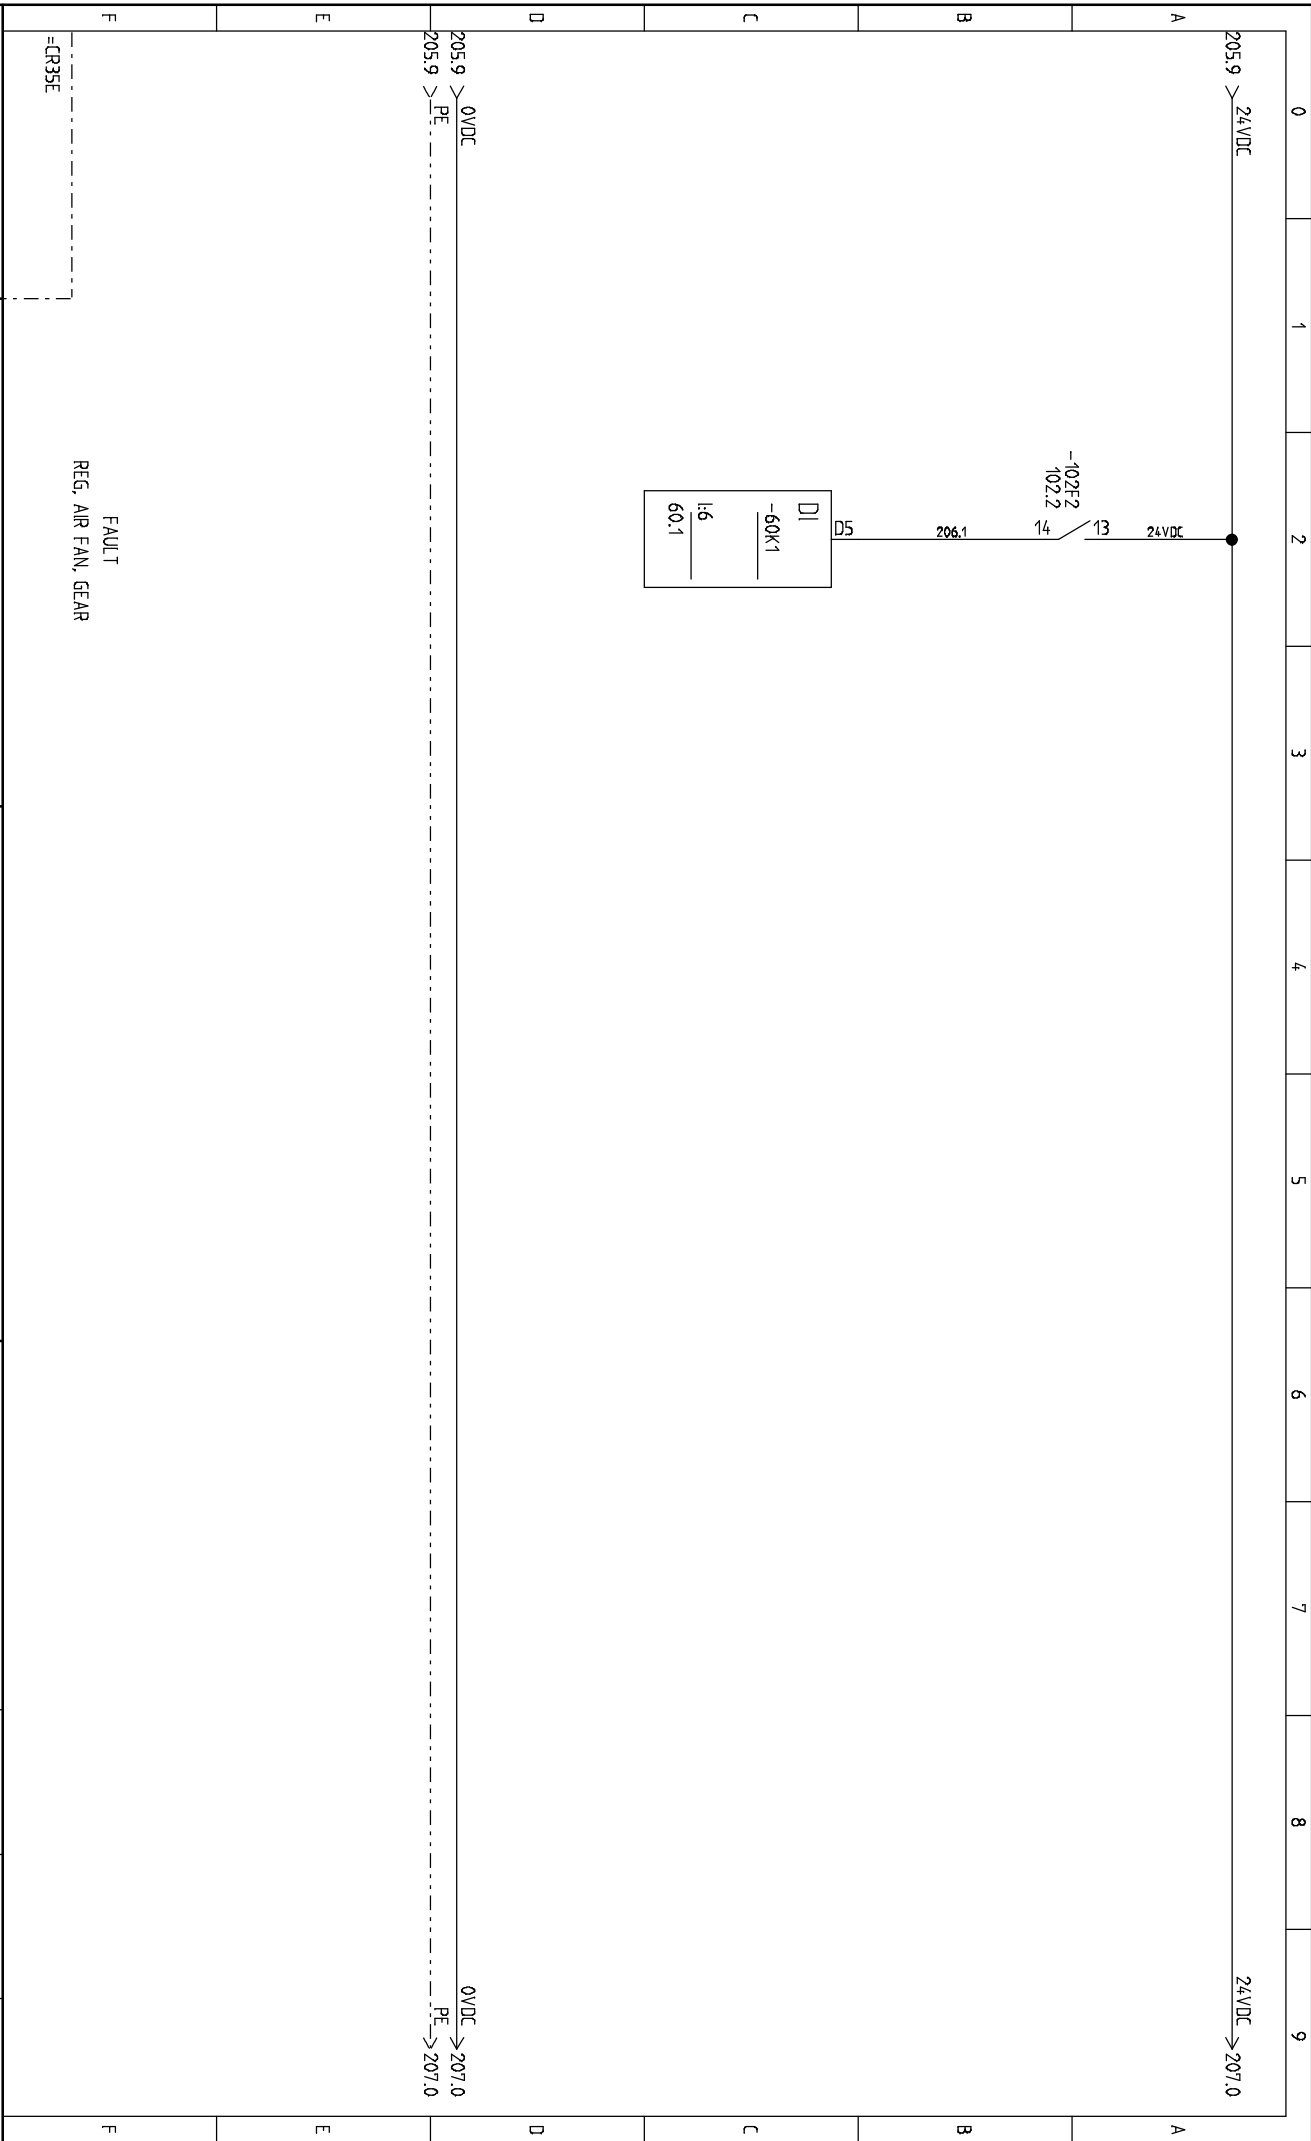 0
1
2
3
4
5
6
7
8
9
A
A
B
B
C
C
D
D
E
E
F
F
205.9
24VDC
24VDC
207.0
24VDC
-102F2
102.2
13
14
206.1
D5
DI
-60K1
I:6
60.1
205.9
0VDC
0VDC
207.0
205.9
PE
PE
207.0
FAULT
REG, AIR FAN, GEAR
=CR35E